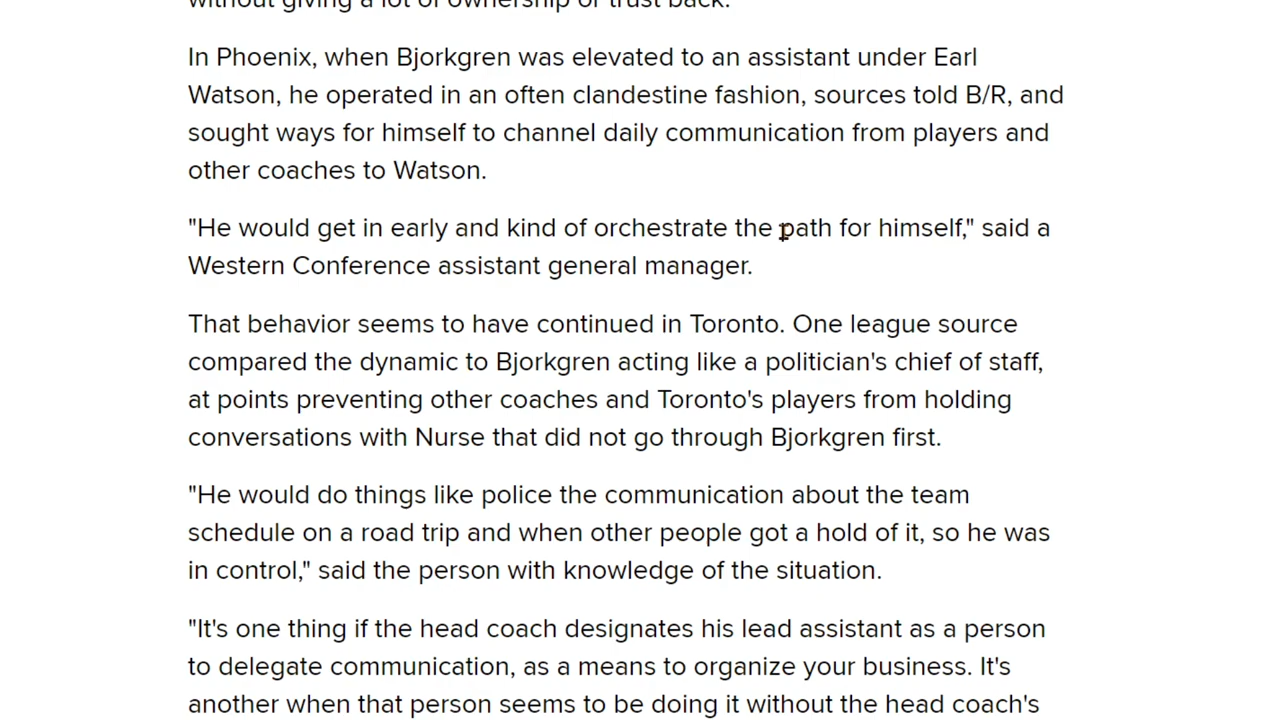 without giving a lot of ownership or trust back.
In Phoenix, when Bjorkgren was elevated to an assistant under Earl
Watson, he operated in an often clandestine fashion, sources told B/R, and
sought ways for himself to channel daily communication from players and
other coaches to Watson.
"He would get in early and kind of orchestrate the path for himself," said a
Western Conference assistant general manager.
That behavior seems to have continued in Toronto. One league source
compared the dynamic to Bjorkgren acting like a politician's chief of staff,
at points preventing other coaches and Toronto's players from holding
conversations with Nurse that did not go through Bjorkgren first.
"He would do things like police the communication about the team
schedule on a road trip and when other people got a hold of it, so he was
in control," said the person with knowledge of the situation.
"It's one thing if the head coach designates his lead assistant as a person
to delegate communication, as a means to organize your business. It's
another when that person seems to be doing it without the head coach's